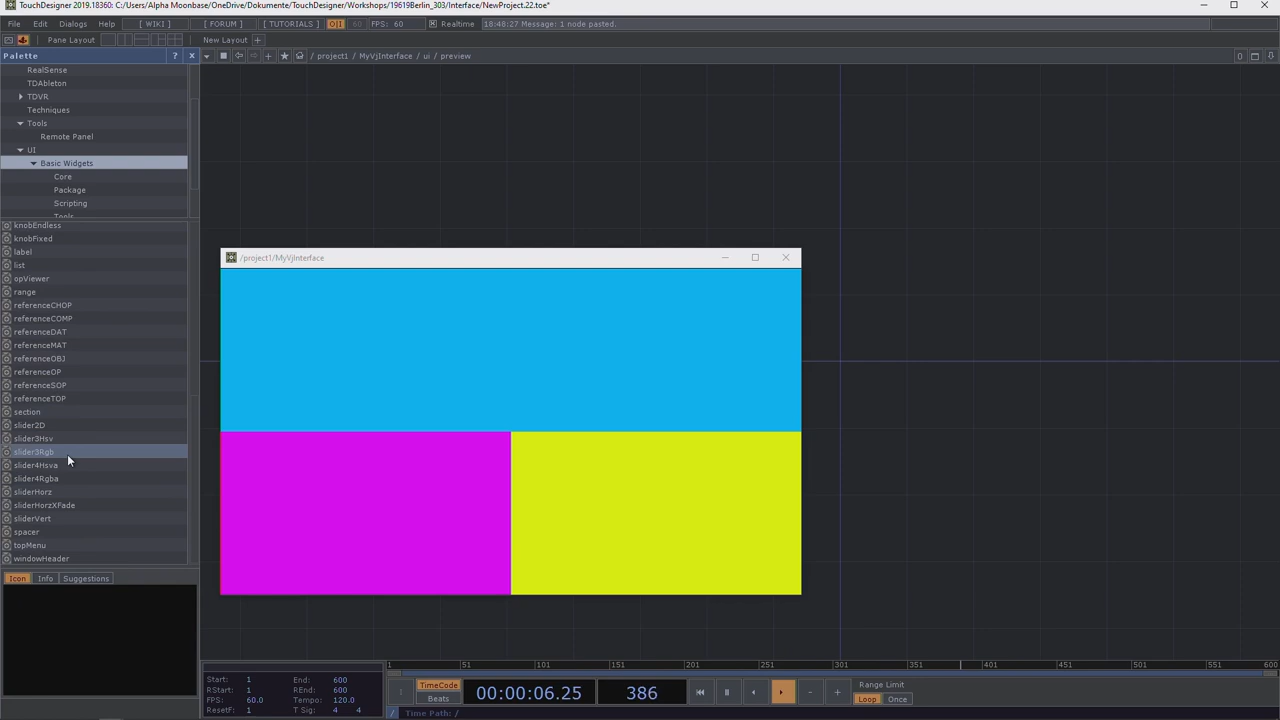 TouchDesigner 2019.18360: C:/Users/Alpha Moonbase/OneDrive/Dokumente/TouchDesigner/Workshops/19619Berlin_303/Interface/NewProject.22.toe*
File Edit Dialogs Help [ WIKI ] [ FORUM ] [ TUTORIALS ] O|I 60 FPS: 60 Realtime 18:48:27 Message: 1 node pasted.
Pane Layout New Layout +
Palette ? x / project1 / MyVjInterface / ui / preview
RealSense
TDAbleton
TDVR
Techniques
Tools
Remote Panel
UI
Basic Widgets
Core
Package
Scripting
Tools
knobEndless
knobFixed
label
list
opViewer
range
referenceCHOP
referenceCOMP
referenceDAT
referenceMAT
referenceOBJ
referenceOP
referenceSOP
referenceTOP
section
slider2D
slider3Hsv
slider3Rgb
slider4Hsva
slider4Rgba
sliderHorz
sliderHorzXFade
sliderVert
spacer
topMenu
windowHeader
Icon Info Suggestions
/project1/MyVjInterface
1 51 101 151 201 251 301 351 401 451 501 551 600
Start: 1 End: 600
RStart: 1 REnd: 600
FPS: 60.0 Tempo: 120.0
ResetF: 1 T Sig: 4 4
TimeCode
Beats
00:00:06.25 386
Range Limit
Loop Once
/ Time Path: /